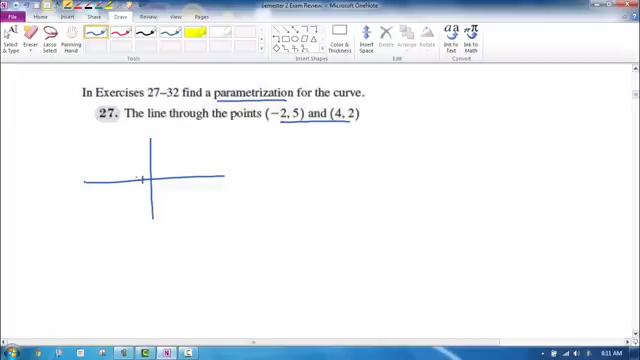 Semester 2 Exam Review - Microsoft OneNote
File Home Insert Share Draw Review Pages View
Select & Type Eraser Lasso Select Panning Hand
Insert Shapes
Color & Thickness
Insert Space Delete Arrange Rotate
Edit
Ink to Text Ink to Math
Convert
In Exercises 27–32 find a parametrization for the curve.
27. The line through the points (−2, 5) and (4, 2)
8:11 AM